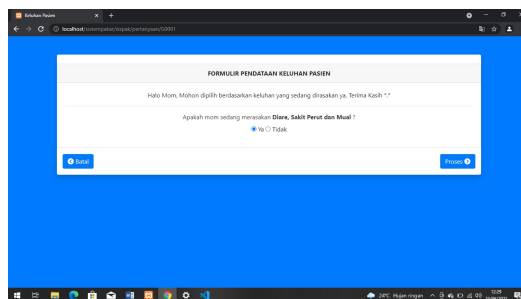 Keluhan Pasien
localhost/sistempakar/sispak/pertanyaan/G0001
FORMULIR PENDATAAN KELUHAN PASIEN
Halo Mom, Mohon dipilih berdasarkan keluhan yang sedang dirasakan ya, Terima Kasih ^.^
Apakah mom sedang merasakan Diare, Sakit Perut dan Mual ?
Ya Tidak
Batal
Proses
24°C Hujan ringan
12:29